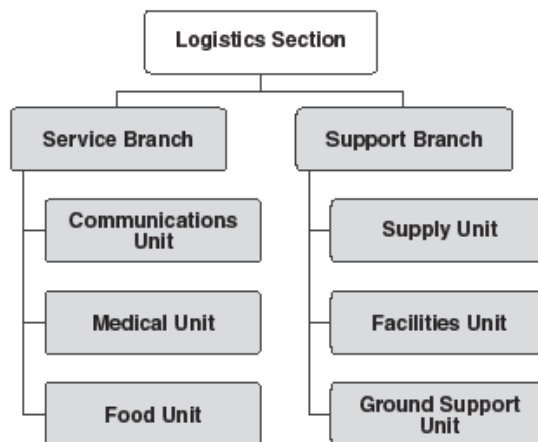 Logistics Section
Service Branch
Support Branch
Communications
Unit
Supply Unit
Medical Unit
Facilities Unit
Food Unit
Ground Support
Unit